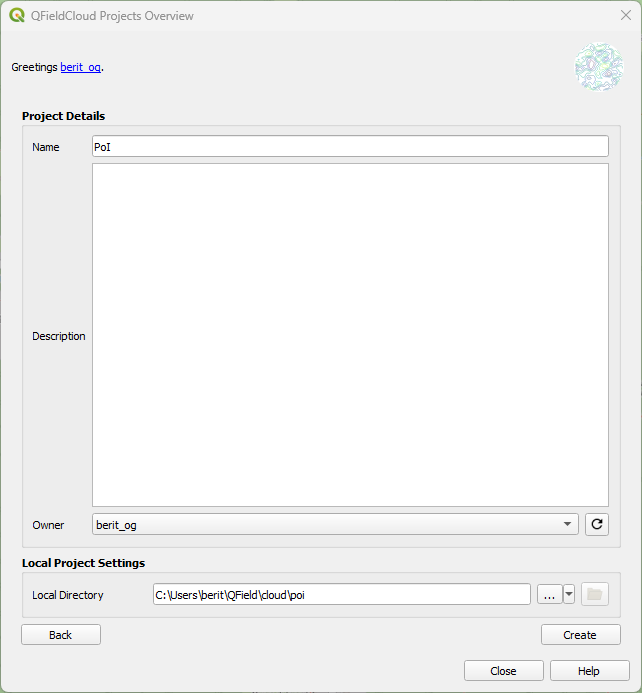 QFieldCloud Projects Overview
Greetings berit_og.
Project Details
Name
PoI
Description
Owner
berit_og
Local Project Settings
Local Directory
C:\Users\berit\QField\cloud\poi
...
Back
Create
Close
Help